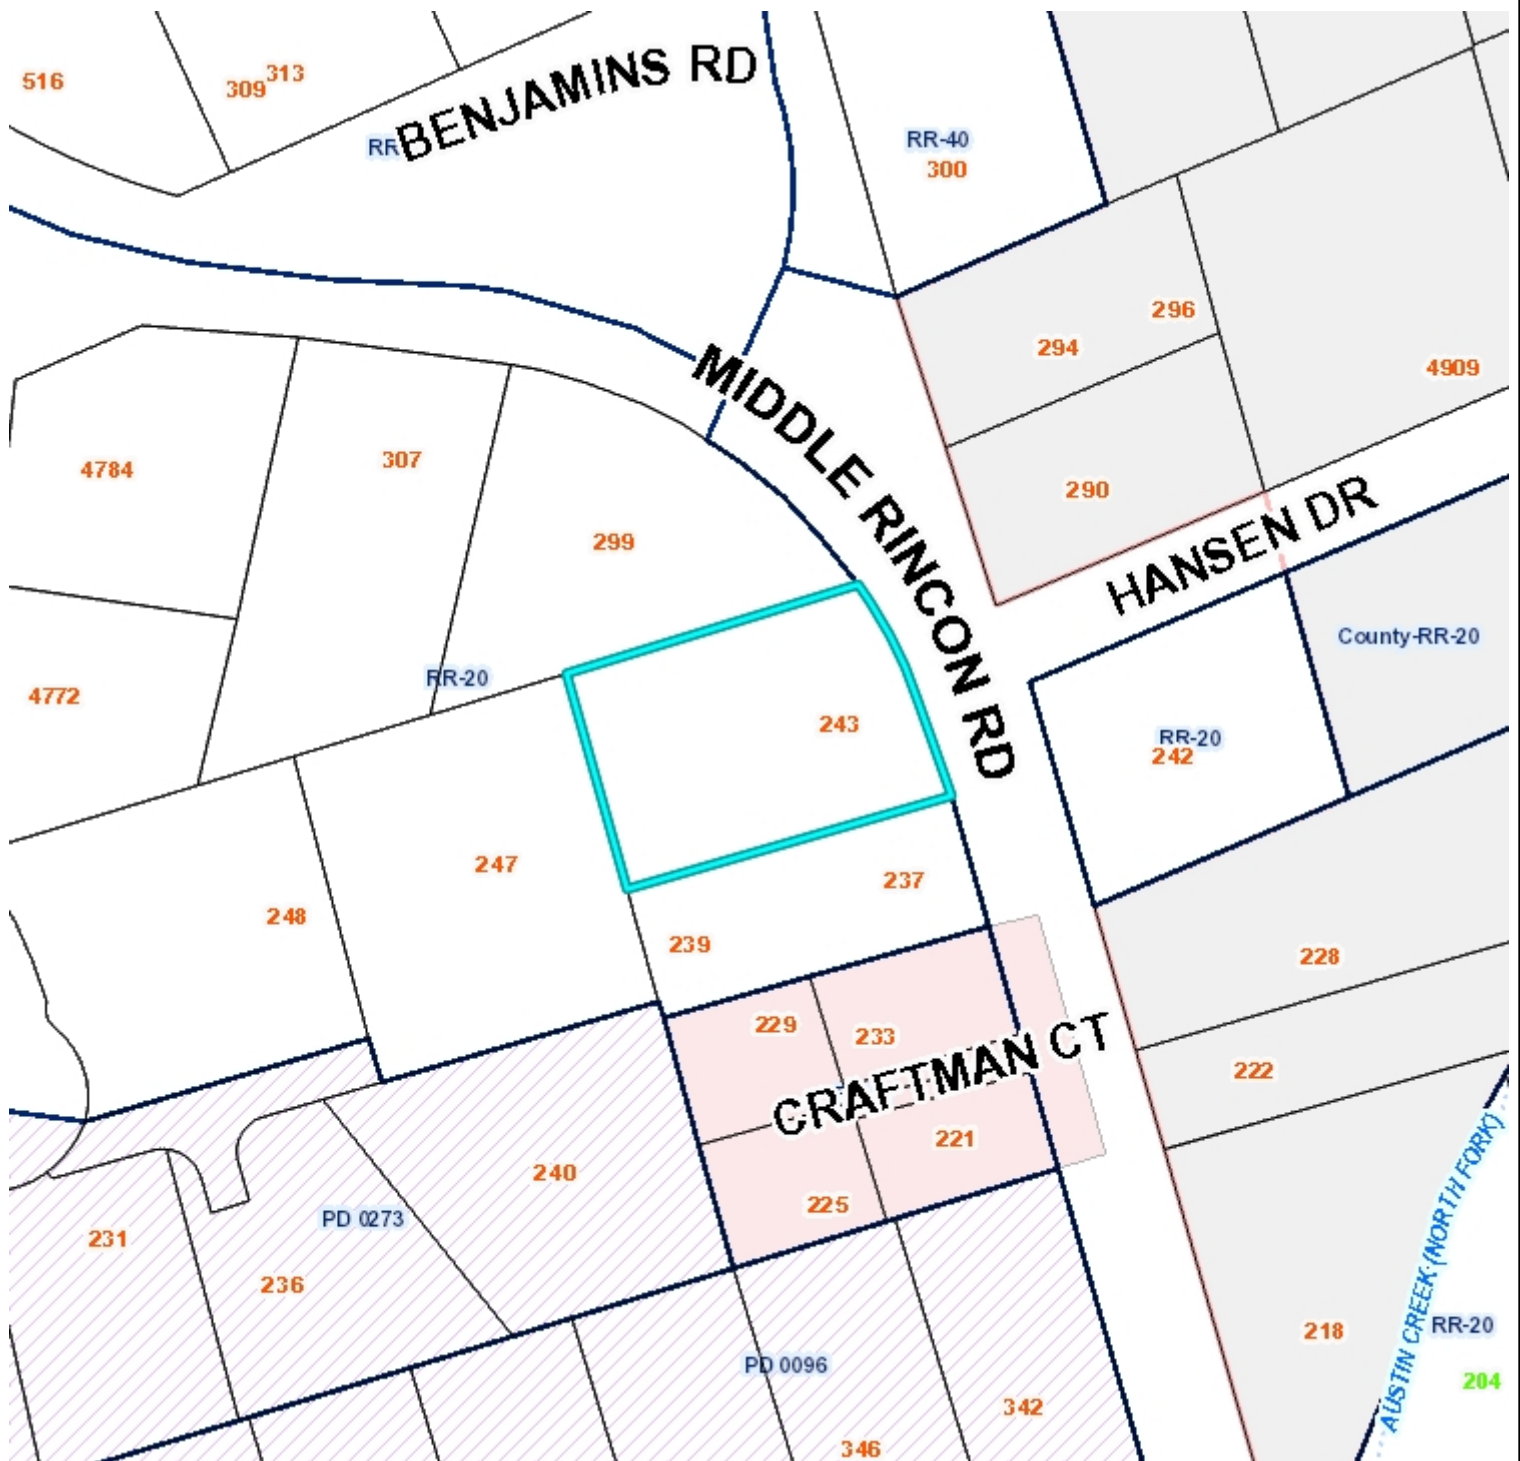 BENJAMINS RD
516
309
313
RR
RR-40
300
296
294
4909
MIDDLE RINCON RD
4784
307
290
HANSEN DR
299
County-RR-20
4772
RR-20
243
RR-20
242
247
237
248
239
228
229
233
CRAFTMAN CT
222
221
240
225
PD 0273
231
236
AUSTIN CREEK (NORTH FORK)
218
RR-20
PD 0096
204
342
346